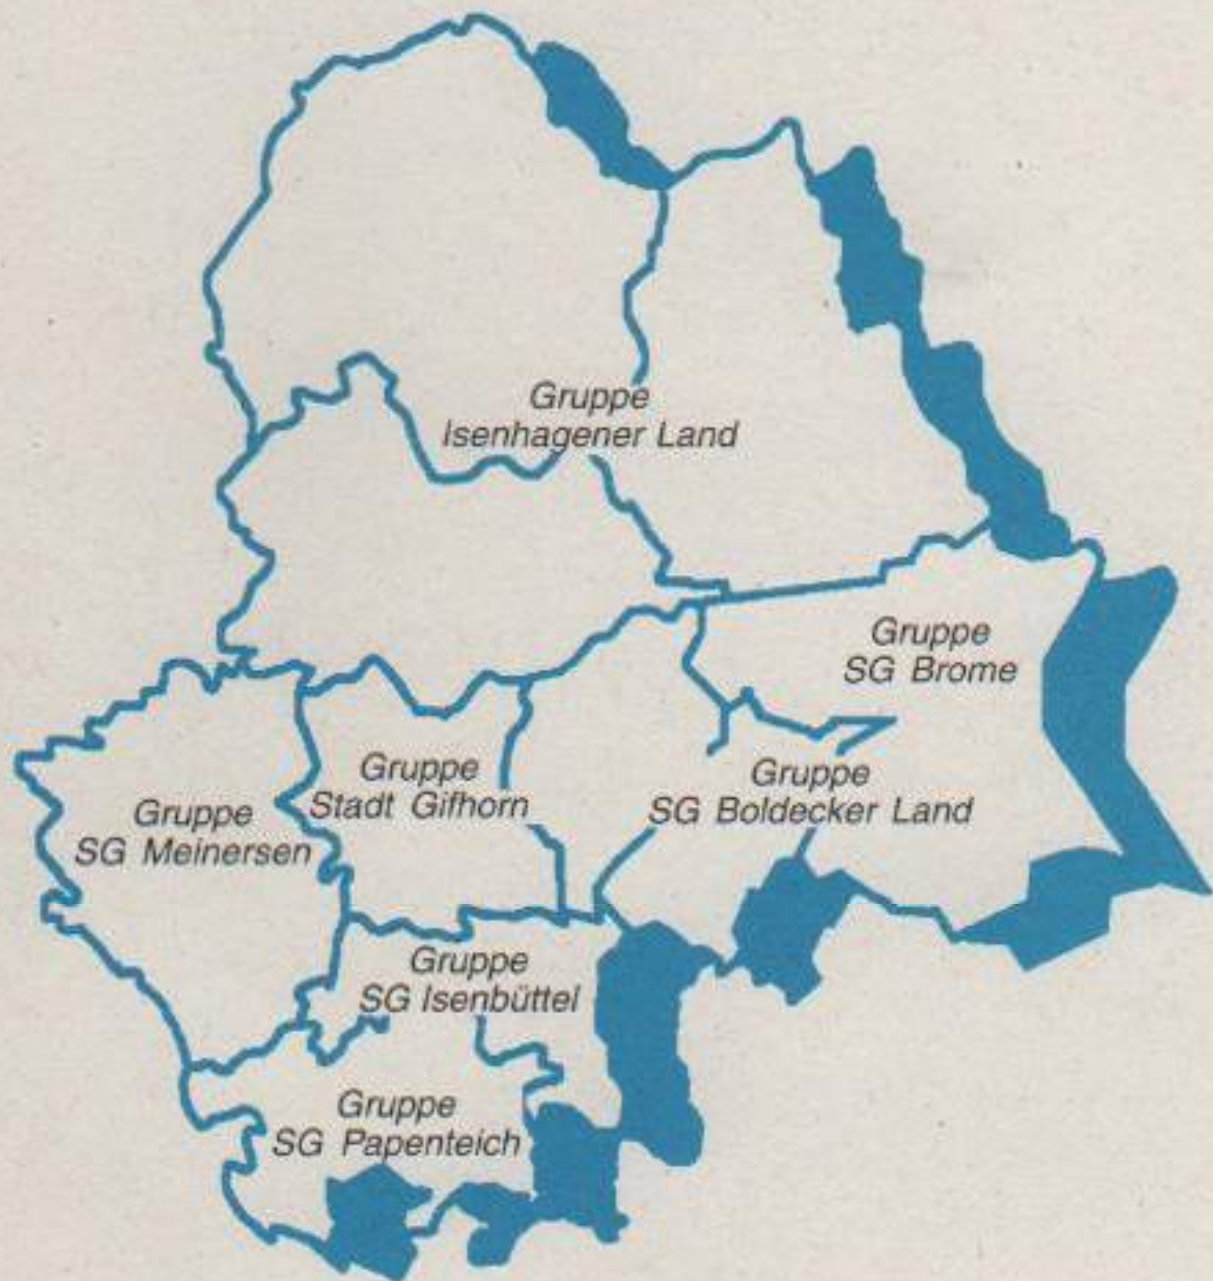 Gruppe
Isenhagener Land
Gruppe
SG Brome
Gruppe
Stadt Gifhorn
Gruppe
SG Boldecker Land
Gruppe
SG Meinersen
Gruppe
SG Isenbüttel
Gruppe
SG Papenteich